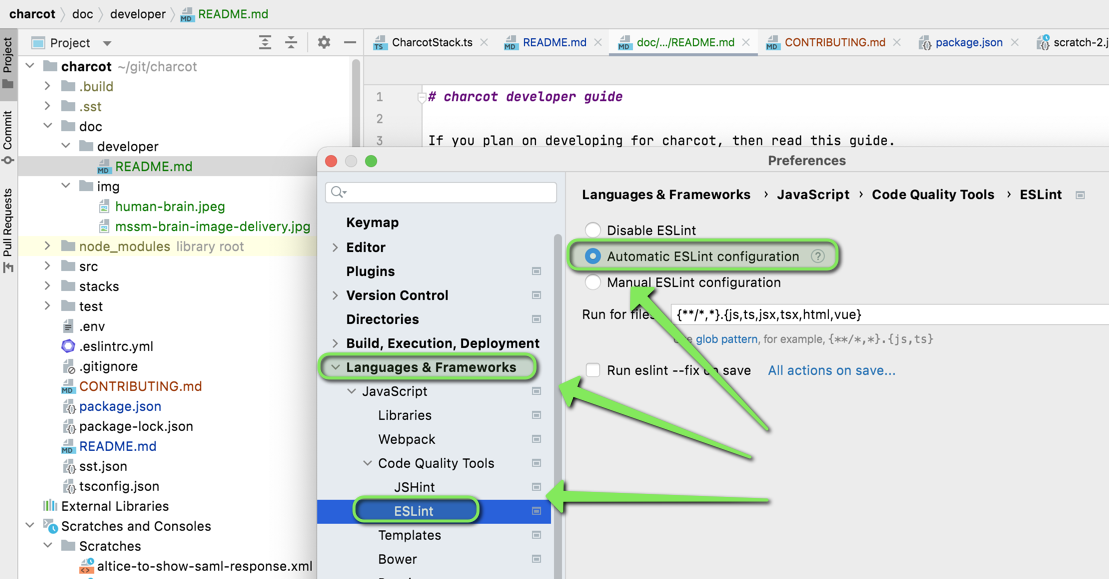 charcot doc developer README.md
Project
Commit
Pull Requests
Project
charcot ~/git/charcot
.build
.sst
doc
developer
README.md
img
human-brain.jpeg
mssm-brain-image-delivery.jpg
node_modules library root
src
stacks
test
.env
.eslintrc.yml
.gitignore
CONTRIBUTING.md
package.json
package-lock.json
README.md
sst.json
tsconfig.json
External Libraries
Scratches and Consoles
Scratches
altice-to-show-saml-response.xml
CharcotStack.ts README.md doc/.../README.md CONTRIBUTING.md package.json scratch-2.j
1 # charcot developer guide
2
3 If you plan on developing for charcot, then read this guide.
Preferences
Keymap
Editor
Plugins
Version Control
Directories
Build, Execution, Deployment
Languages & Frameworks
JavaScript
Libraries
Webpack
Code Quality Tools
JSHint
ESLint
Templates
Bower
Languages & Frameworks › JavaScript › Code Quality Tools › ESLint
Disable ESLint
Automatic ESLint configuration ?
Manual ESLint configuration
Run for files {**/*,*}.{js,ts,jsx,tsx,html,vue}
glob pattern, for example, {**/*,*}.{js,ts}
Run eslint --fix on save All actions on save...